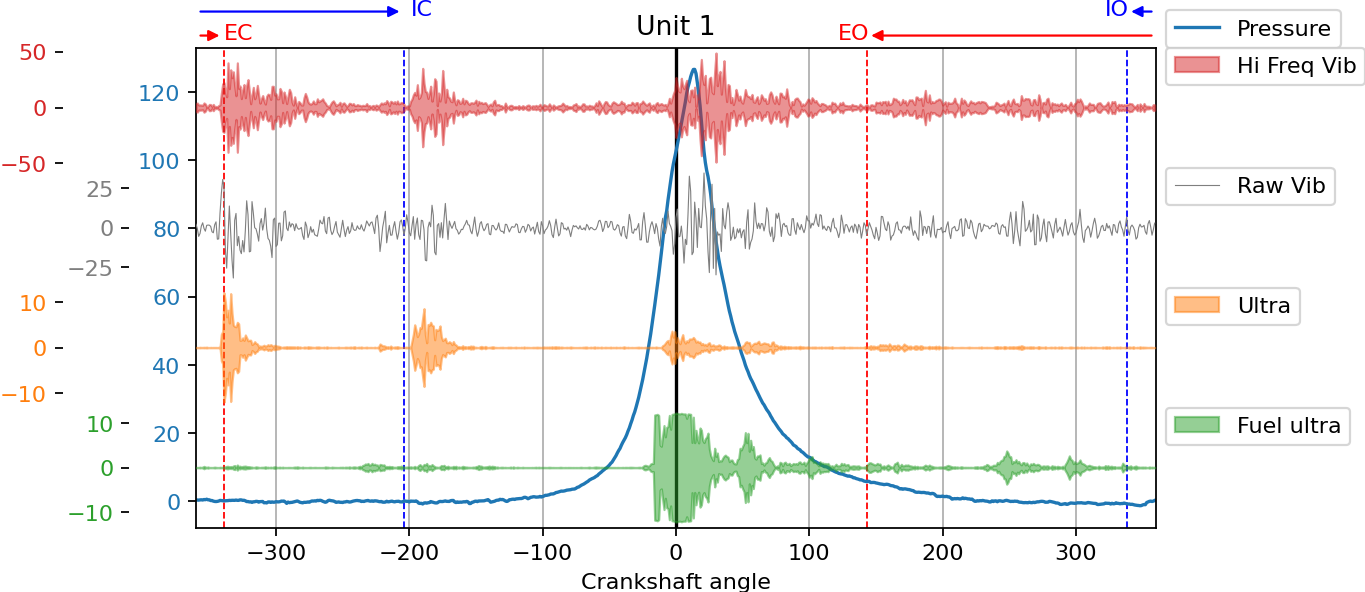 IC
IO
EC
Unit 1
EO
Pressure
Hi Freq Vib
Raw Vib
Ultra
Fuel ultra
50
0
−50
25
0
−25
10
0
−10
10
0
−10
120
100
80
60
40
20
0
−300
−200
−100
0
100
200
300
Crankshaft angle